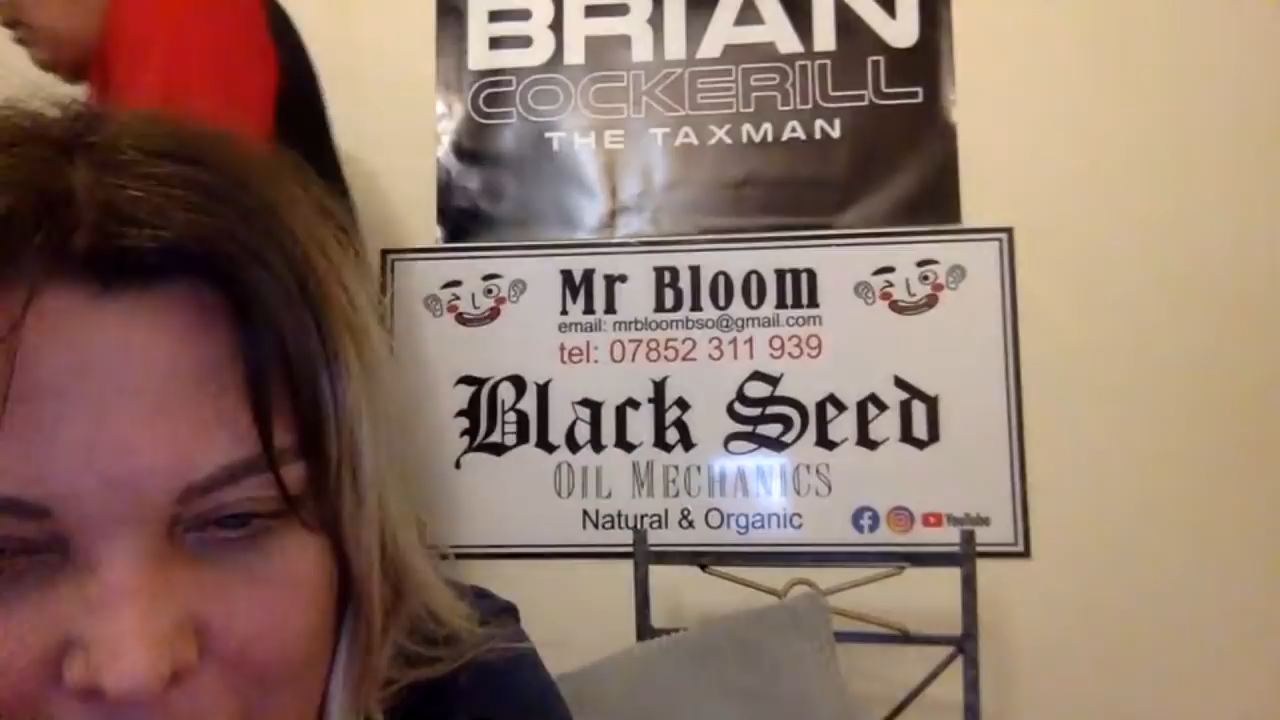 BRIAN
COCKERILL
THE TAXMAN
Mr Bloom
email: mrbloombso@gmail.com
tel: 07852 311 939
Black Seed
OIL MECHANICS
Natural & Organic
YouTube